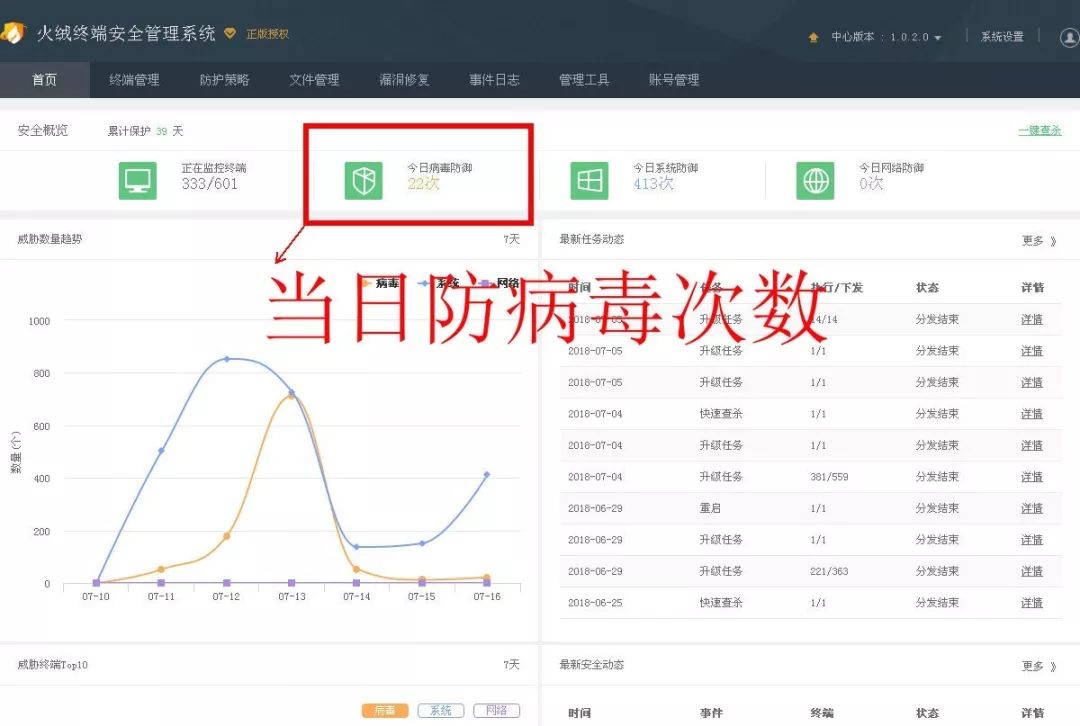 火绒终端安全管理系统 正版授权
中心版本 : 1.0.2.0 系统设置
首页 终端管理 防护策略 文件管理 漏洞修复 事件日志 管理工具 账号管理
安全概览 累计保护 39 天 一键查杀
正在监控终端
333/601
今日病毒防御
22次
今日系统防御
413次
今日网络防御
0次
威胁数量趋势 7天
病毒 系统 网络
当日防病毒次数
数量(个)
1000
800
600
400
200
0
07-10 07-11 07-12 07-13 07-14 07-15 07-16
最新任务动态 更多 》
时间 任务 执行/下发 状态 详情
2018-07-05 升级任务 14/14 分发结束 详情
2018-07-05 升级任务 1/1 分发结束 详情
2018-07-05 升级任务 1/1 分发结束 详情
2018-07-04 快速查杀 1/1 分发结束 详情
2018-07-04 升级任务 1/1 分发结束 详情
2018-07-04 升级任务 381/559 分发结束 详情
2018-06-29 重启 1/1 分发结束 详情
2018-06-29 升级任务 1/1 分发结束 详情
2018-06-29 升级任务 221/363 分发结束 详情
2018-06-25 快速查杀 1/1 分发结束 详情
威胁终端Top10 7天
病毒 系统 网络
最新安全动态 更多 》
时间 事件 终端 状态 详情